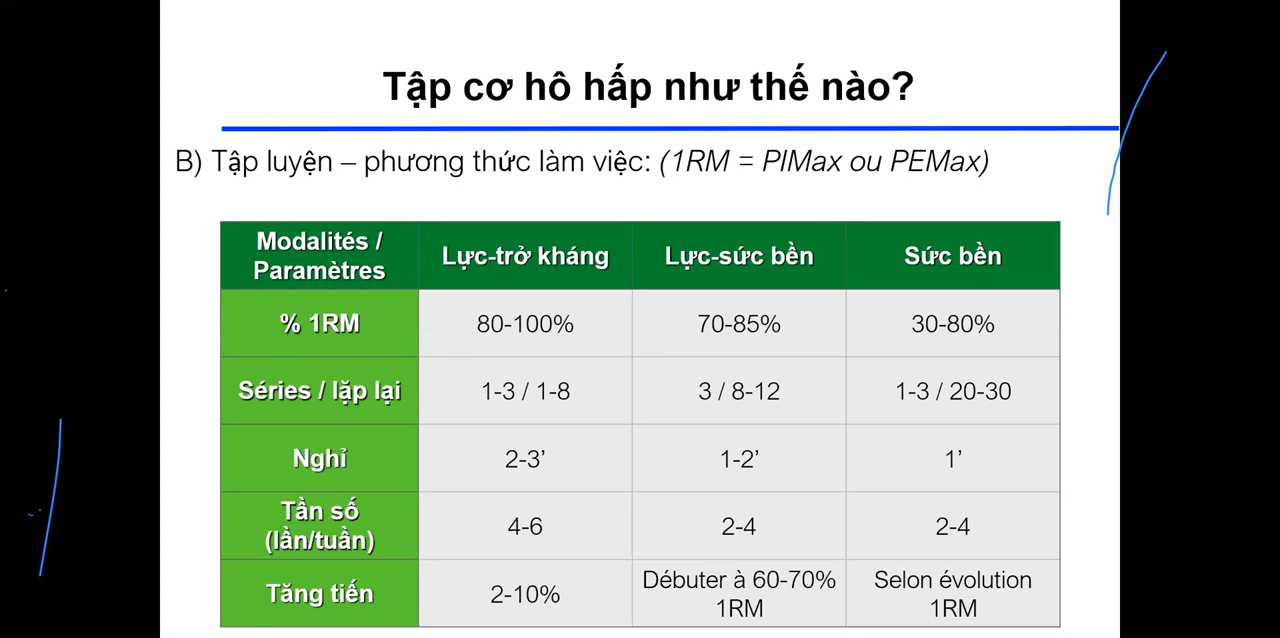 Tập cơ hô hấp như thế nào?
B) Tập luyện – phương thức làm việc: (1RM = PIMax ou PEMax)
Modalités /
Paramètres
Lực-trở kháng
Lực-sức bền
Sức bền
% 1RM
80-100%
70-85%
30-80%
Séries / lặp lại
1-3 / 1-8
3 / 8-12
1-3 / 20-30
Nghỉ
2-3’
1-2’
1’
Tần số
(lần/tuần)
4-6
2-4
2-4
Tăng tiến
2-10%
Débuter à 60-70%
1RM
Selon évolution
1RM